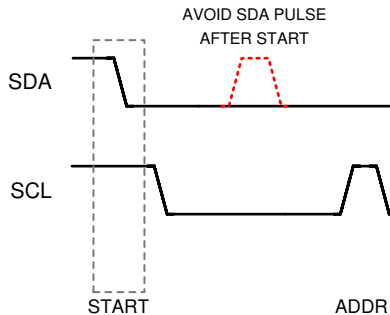 AVOID SDA PULSE
AFTER START
SDA
SCL
START
ADDR